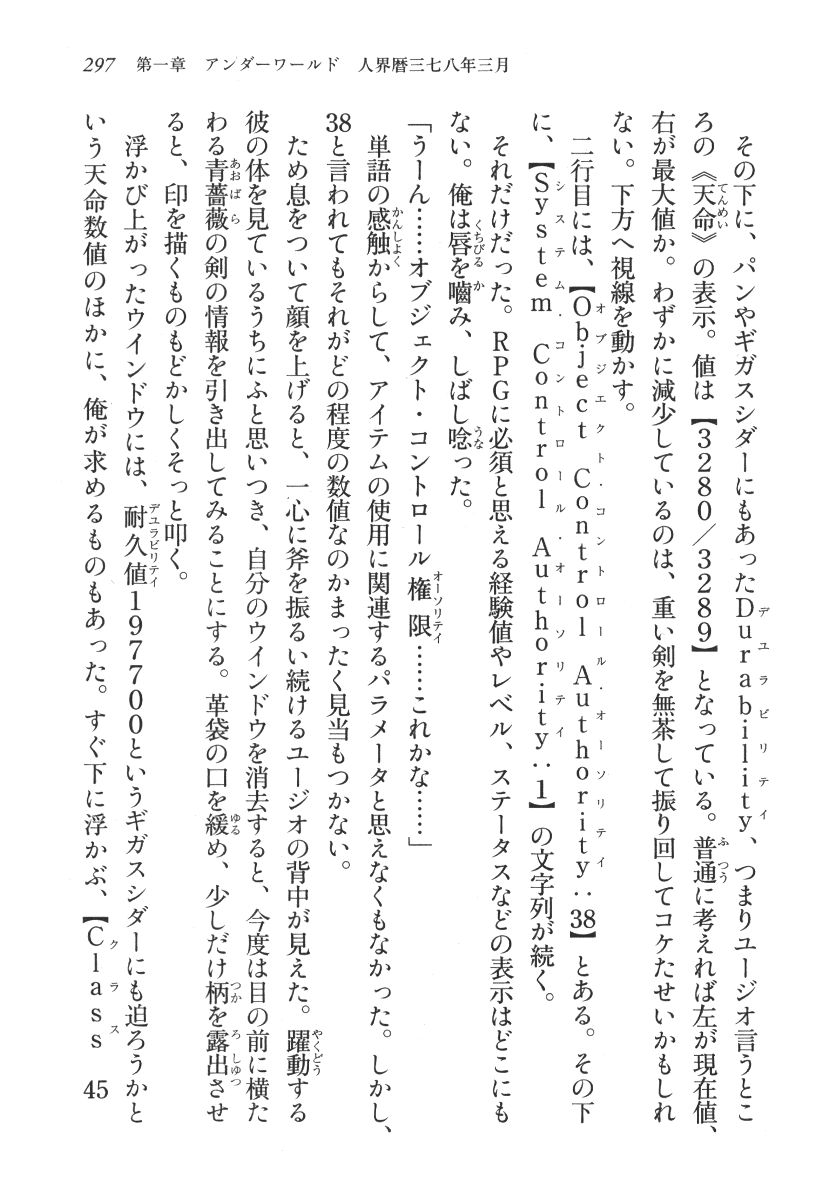 297 第一章 アンダーワールド 人界暦三七八年三月
その下に、パンやギガスシダーにもあったDurability、つまりユージオ言うとこ
ろの《天命》の表示。値は【3280/3289】となっている。普通に考えれば左が現在値、
右が最大値か。わずかに減少しているのは、重い剣を無茶して振り回してコケたせいかもしれ
ない。下方へ視線を動かす。
二行目には、【Object Control Authority:38】とある。その下
に、【System Control Authority:1】の文字列が続く。
それだけだった。RPGに必須と思える経験値やレベル、ステータスなどの表示はどこにも
ない。俺は唇を嚙み、しばし唸った。
「うーん……オブジェクト・コントロール権限……これかな……」
単語の感触からして、アイテムの使用に関連するパラメータと思えなくもなかった。しかし、
38と言われてもそれがどの程度の数値なのかまったく見当もつかない。
ため息をついて顔を上げると、一心に斧を振るい続けるユージオの背中が見えた。躍動する
彼の体を見ているうちにふと思いつき、自分のウインドウを消去すると、今度は目の前に横た
わる青薔薇の剣の情報を引き出してみることにする。革袋の口を緩め、少しだけ柄を露出させ
ると、印を描くものもどかしくそっと叩く。
浮かび上がったウインドウには、耐久値197700というギガスシダーにも迫ろうかと
いう天命数値のほかに、俺が求めるものもあった。すぐ下に浮かぶ、【Class 45